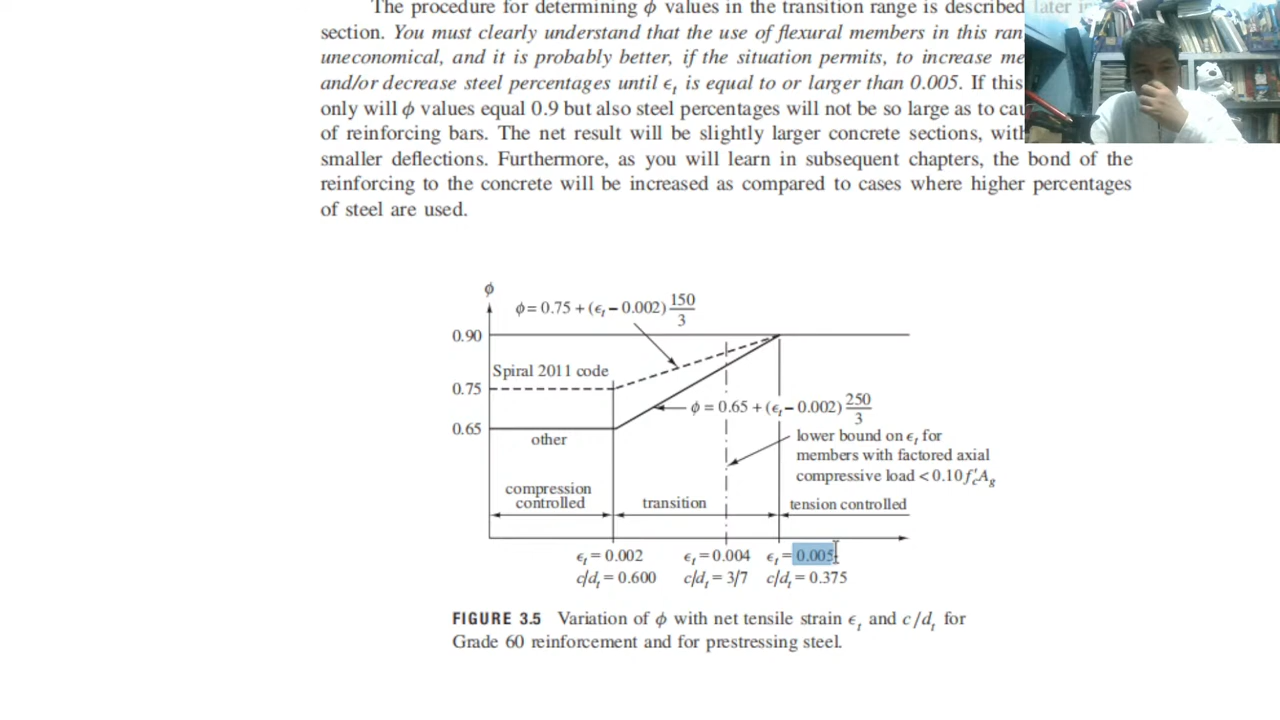 The procedure for determining ϕ values in the transition range is described later in
section. You must clearly understand that the use of flexural members in this ran
uneconomical, and it is probably better, if the situation permits, to increase me
and/or decrease steel percentages until ϵt is equal to or larger than 0.005. If this
only will ϕ values equal 0.9 but also steel percentages will not be so large as to cau
of reinforcing bars. The net result will be slightly larger concrete sections, with
smaller deflections. Furthermore, as you will learn in subsequent chapters, the bond of the
reinforcing to the concrete will be increased as compared to cases where higher percentages
of steel are used.
ϕ
ϕ = 0.75 + (ϵt – 0.002) 150/3
0.90
Spiral 2011 code
0.75
ϕ = 0.65 + (ϵt – 0.002) 250/3
0.65
other
lower bound on ϵt for
members with factored axial
compressive load < 0.10f′cAg
compression
controlled
transition
tension controlled
ϵt = 0.002 ϵt = 0.004 ϵt = 0.005
c/dt = 0.600 c/dt = 3/7 c/dt = 0.375
FIGURE 3.5 Variation of ϕ with net tensile strain ϵt and c/dt for
Grade 60 reinforcement and for prestressing steel.